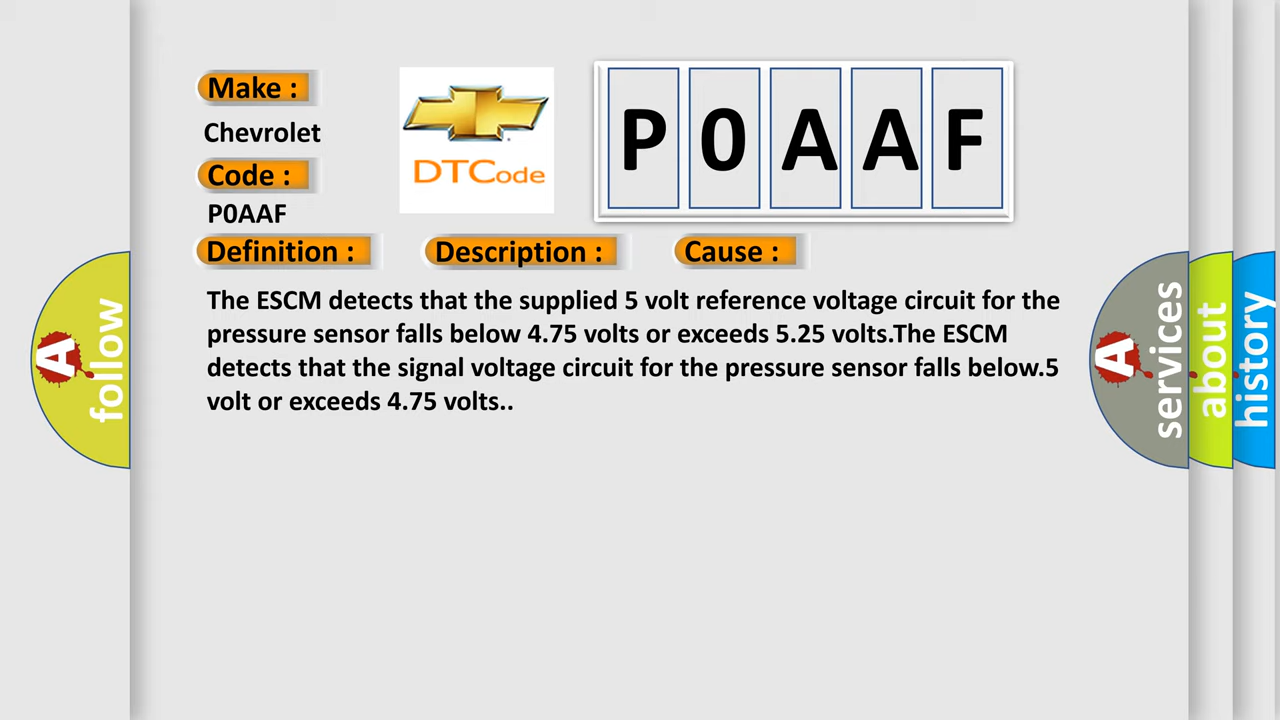 Make :
Chevrolet
Code :
P0AAF
DTCode
P0AAF
Definition :
Description :
Cause :
The ESCM detects that the supplied 5 volt reference voltage circuit for the
pressure sensor falls below 4.75 volts or exceeds 5.25 volts.The ESCM
detects that the signal voltage circuit for the pressure sensor falls below.5
volt or exceeds 4.75 volts..
A follow
A services
about
history